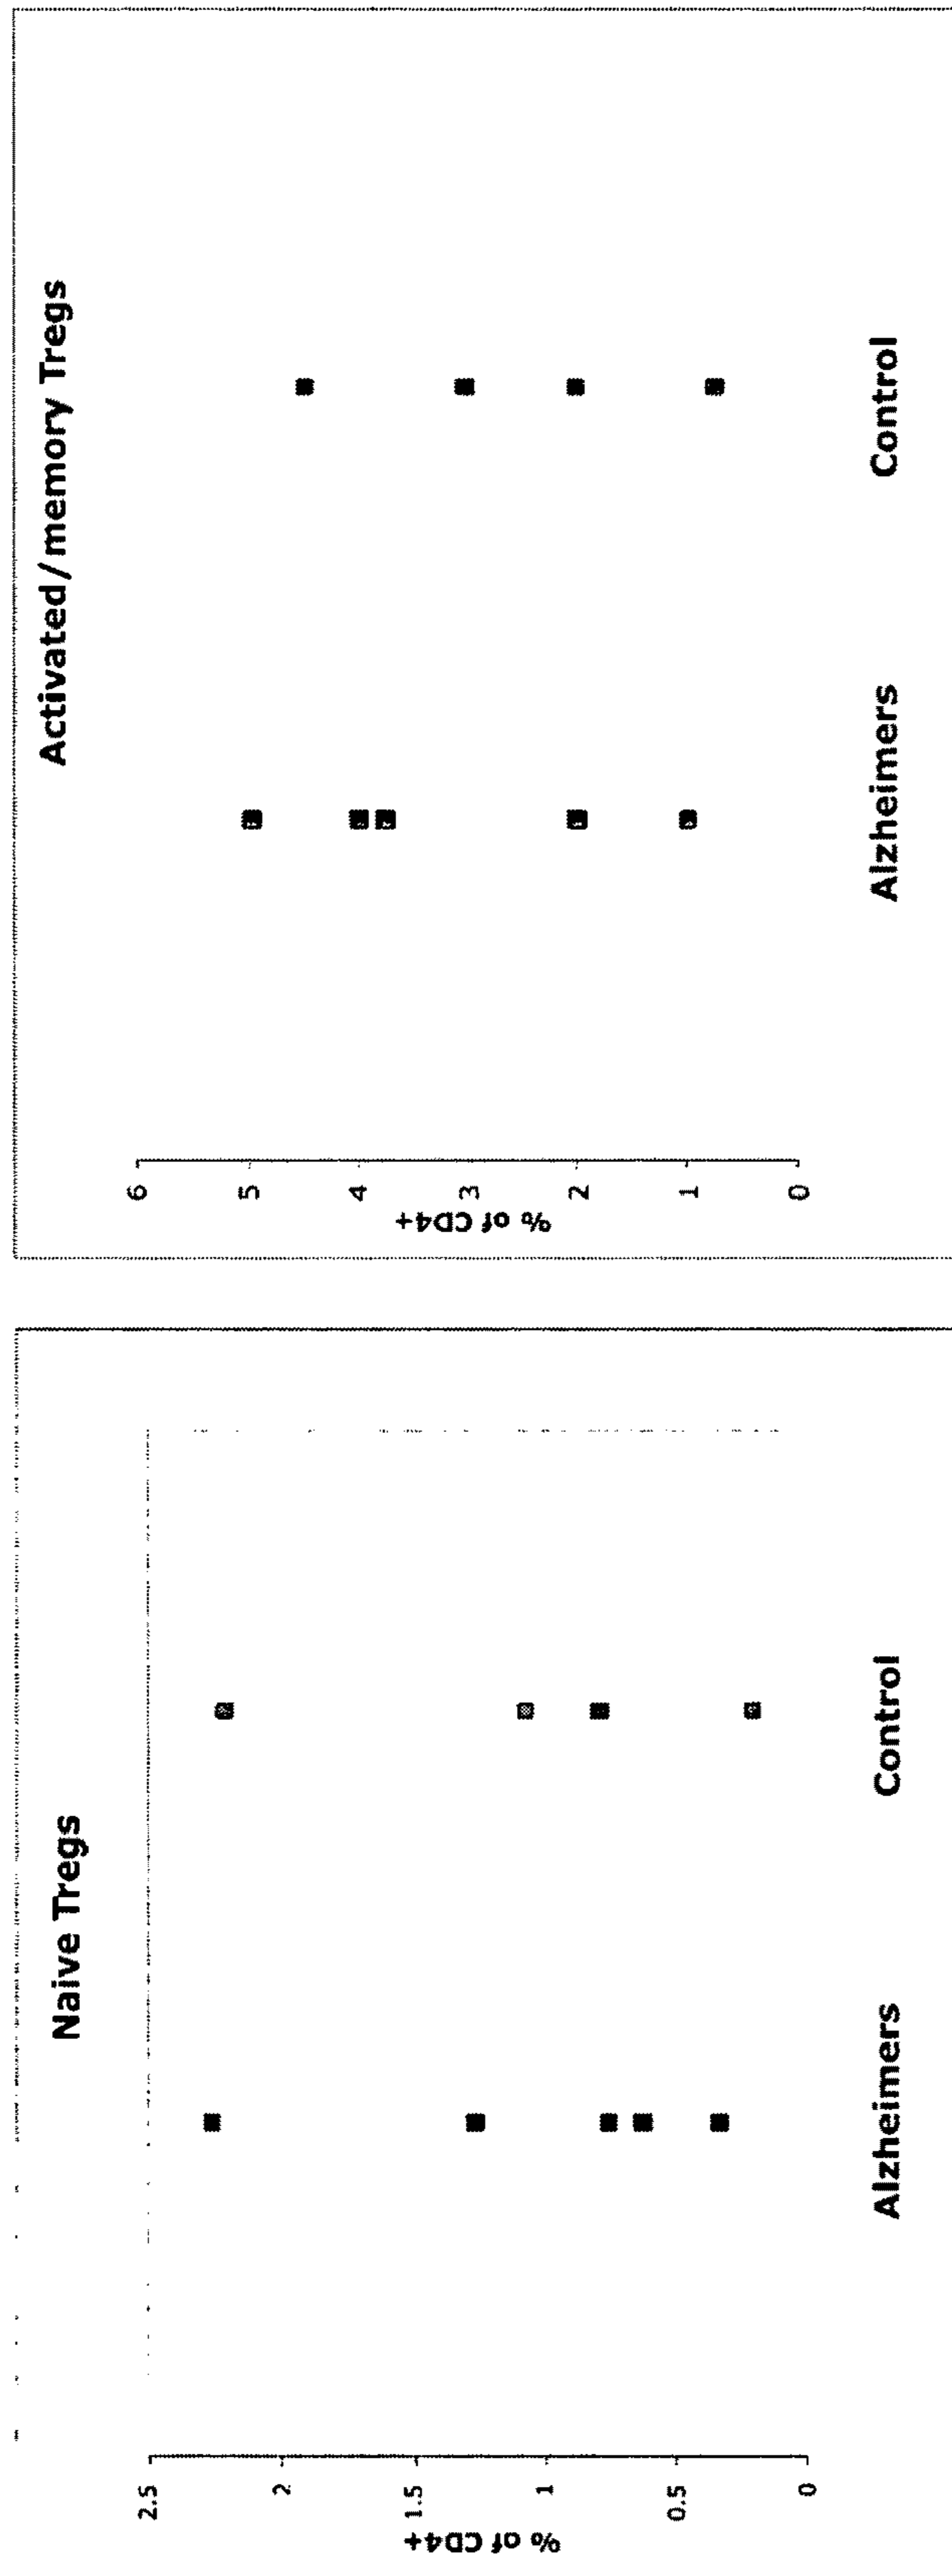 Naive Tregs
% of CD4+
2.5
2
1.5
1
0.5
0
Alzheimers
Control
Activated/memory Tregs
% of CD4+
6
5
4
3
2
1
0
Alzheimers
Control